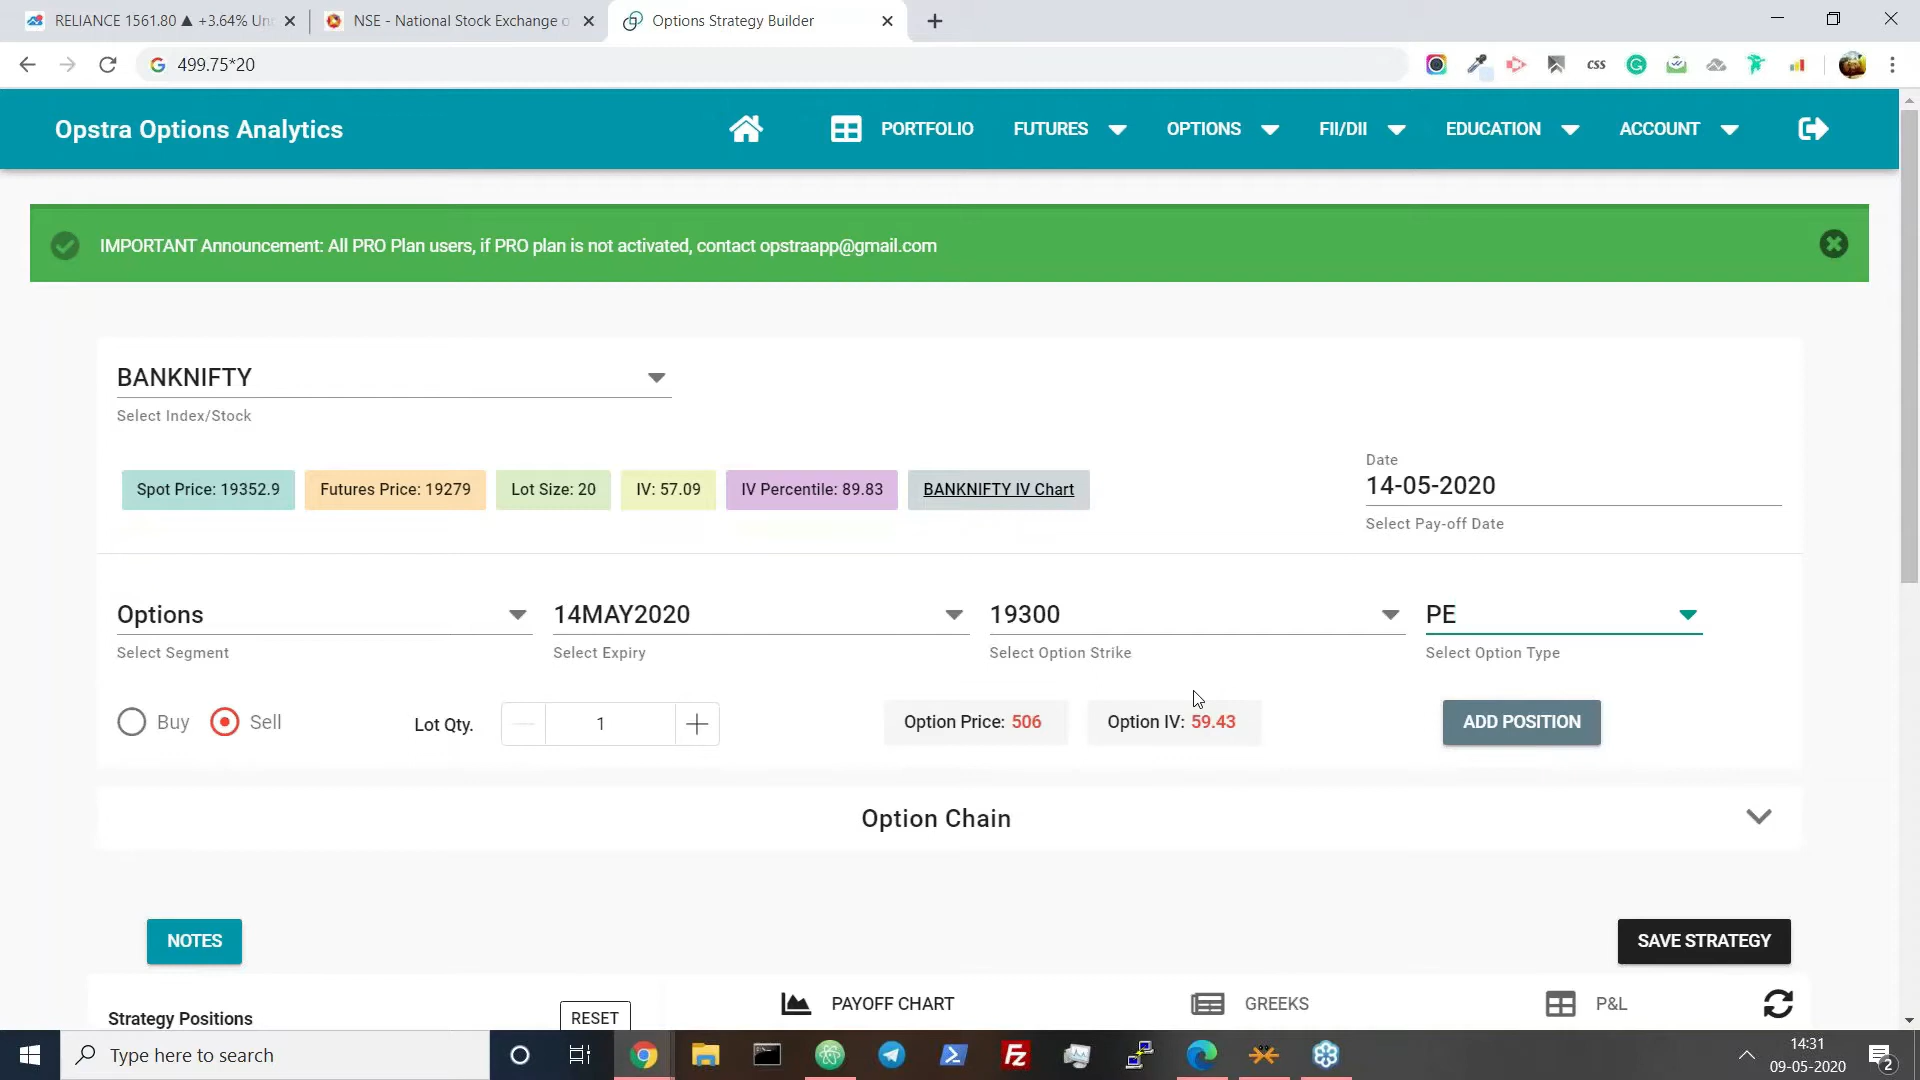 RELIANCE 1561.80 ▲ +3.64% Un
NSE - National Stock Exchange o
Options Strategy Builder
499.75*20
CSS
Opstra Options Analytics
PORTFOLIO
FUTURES
OPTIONS
FII/DII
EDUCATION
ACCOUNT
IMPORTANT Announcement: All PRO Plan users, if PRO plan is not activated, contact opstraapp@gmail.com
BANKNIFTY
Select Index/Stock
Spot Price: 19352.9
Futures Price: 19279
Lot Size: 20
IV: 57.09
IV Percentile: 89.83
BANKNIFTY IV Chart
Date
14-05-2020
Select Pay-off Date
Options
Select Segment
14MAY2020
Select Expiry
19300
Select Option Strike
PE
Select Option Type
Buy
Sell
Lot Qty.
1
Option Price: 506
Option IV: 59.43
ADD POSITION
Option Chain
NOTES
SAVE STRATEGY
Strategy Positions
RESET
PAYOFF CHART
GREEKS
P&L
Type here to search
14:31
09-05-2020
2